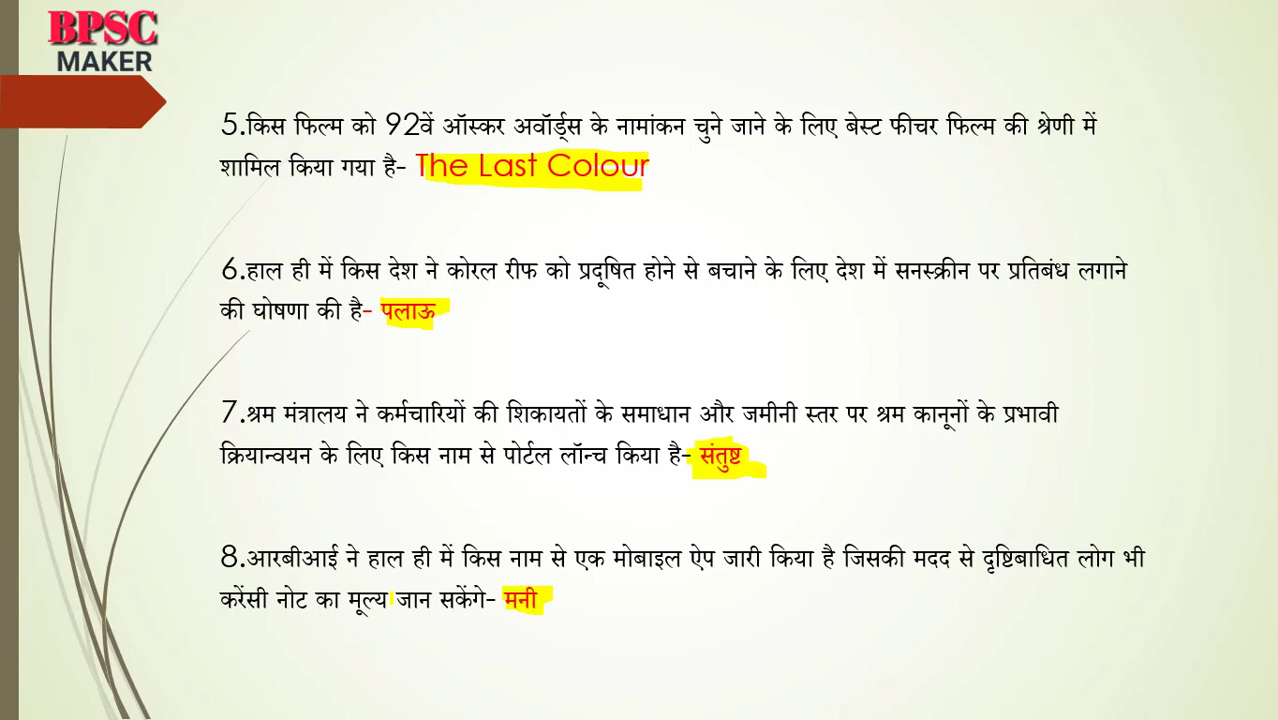 BPSC
MAKER
5.किस फिल्म को 92वें ऑस्कर अवॉर्ड्स के नामांकन चुने जाने के लिए बेस्ट फीचर फिल्म की श्रेणी में
शामिल किया गया है- The Last Colour
6.हाल ही में किस देश ने कोरल रीफ को प्रदूषित होने से बचाने के लिए देश में सनस्क्रीन पर प्रतिबंध लगाने
की घोषणा की है- पलाऊ
7.श्रम मंत्रालय ने कर्मचारियों की शिकायतों के समाधान और जमीनी स्तर पर श्रम कानूनों के प्रभावी
क्रियान्वयन के लिए किस नाम से पोर्टल लॉन्च किया है- संतुष्ट
8.आरबीआई ने हाल ही में किस नाम से एक मोबाइल ऐप जारी किया है जिसकी मदद से दृष्टिबाधित लोग भी
करेंसी नोट का मूल्य जान सकेंगे- मनी